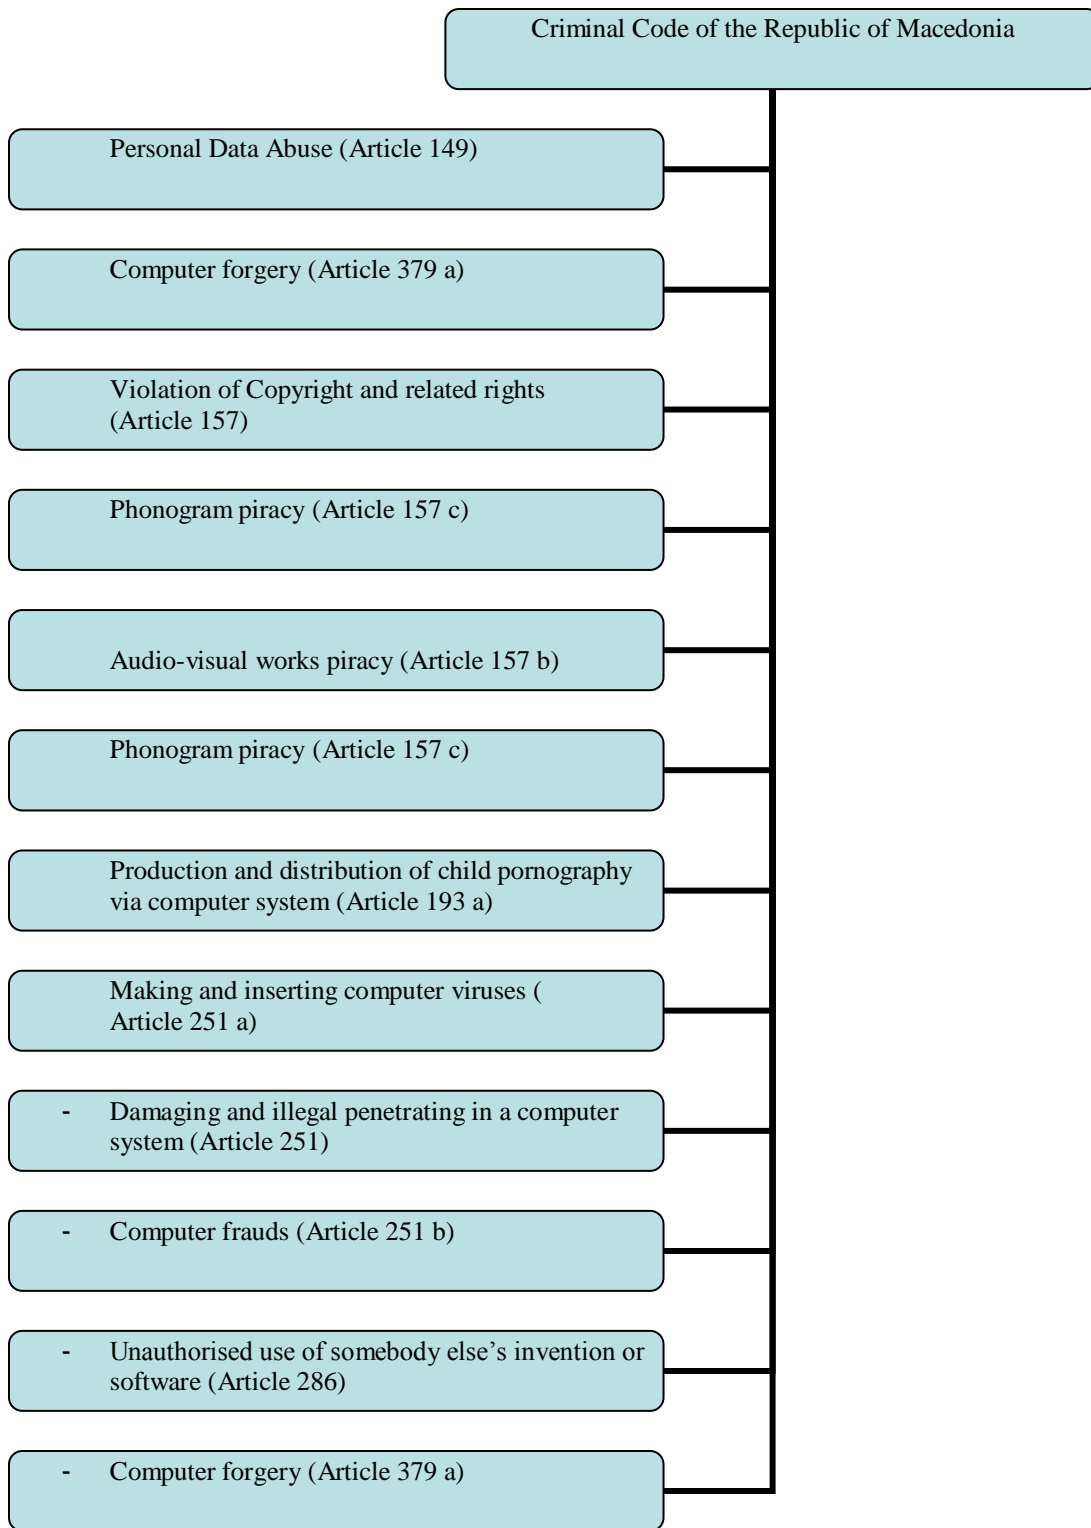 Criminal Code of the Republic of Macedonia
Personal Data Abuse (Article 149)
Computer forgery (Article 379 a)
Violation of Copyright and related rights
(Article 157)
Phonogram piracy (Article 157 c)
Audio-visual works piracy (Article 157 b)
Phonogram piracy (Article 157 c)
Production and distribution of child pornography
via computer system (Article 193 a)
Making and inserting computer viruses (
Article 251 a)
- Damaging and illegal penetrating in a computer
system (Article 251)
- Computer frauds (Article 251 b)
- Unauthorised use of somebody else’s invention or
software (Article 286)
- Computer forgery (Article 379 a)